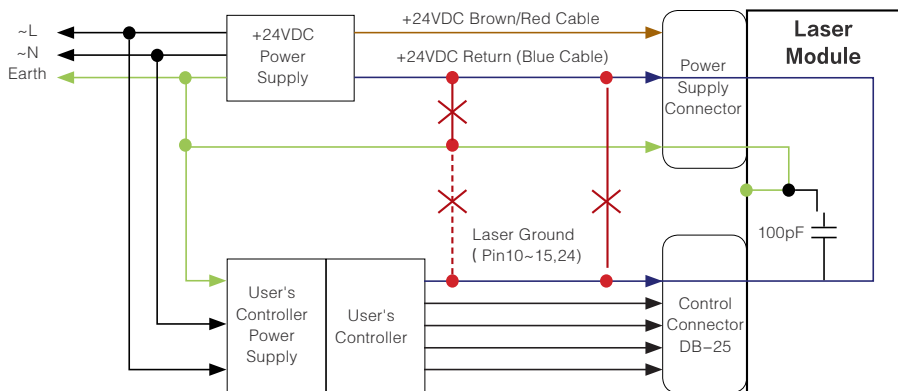 ~L
~N
Earth
+24VDC
Power
Supply
+24VDC Brown/Red Cable
+24VDC Return (Blue Cable)
Power
Supply
Connector
Laser
Module
100pF
Laser Ground
( Pin10~15,24)
User's
Controller
Power
Supply
User's
Controller
Control
Connector
DB-25